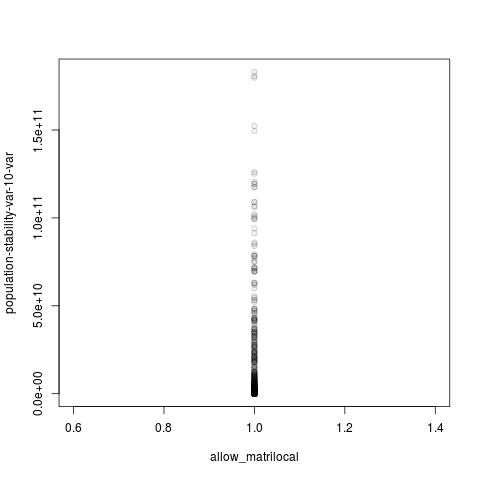 population-stability-var-10-var
1.5e+11
1.0e+11
5.0e+10
0.0e+00
0.6 0.8 1.0 1.2 1.4
allow_matrilocal